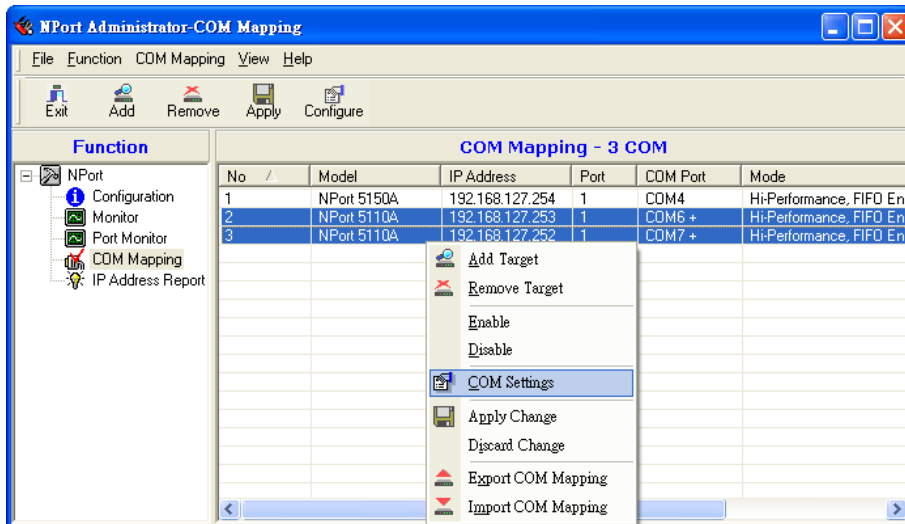 NPort Administrator-COM Mapping
File Function COM Mapping View Help
Exit Add Remove Apply Configure
Function
COM Mapping - 3 COM
NPort
Configuration
Monitor
Port Monitor
COM Mapping
IP Address Report
No Model IP Address Port COM Port Mode
1 NPort 5150A 192.168.127.254 1 COM4 Hi-Performance, FIFO En
2 NPort 5110A 192.168.127.253 1 COM6 + Hi-Performance, FIFO En
3 NPort 5110A 192.168.127.252 1 COM7 + Hi-Performance, FIFO En
Add Target
Remove Target
Enable
Disable
COM Settings
Apply Change
Discard Change
Export COM Mapping
Import COM Mapping